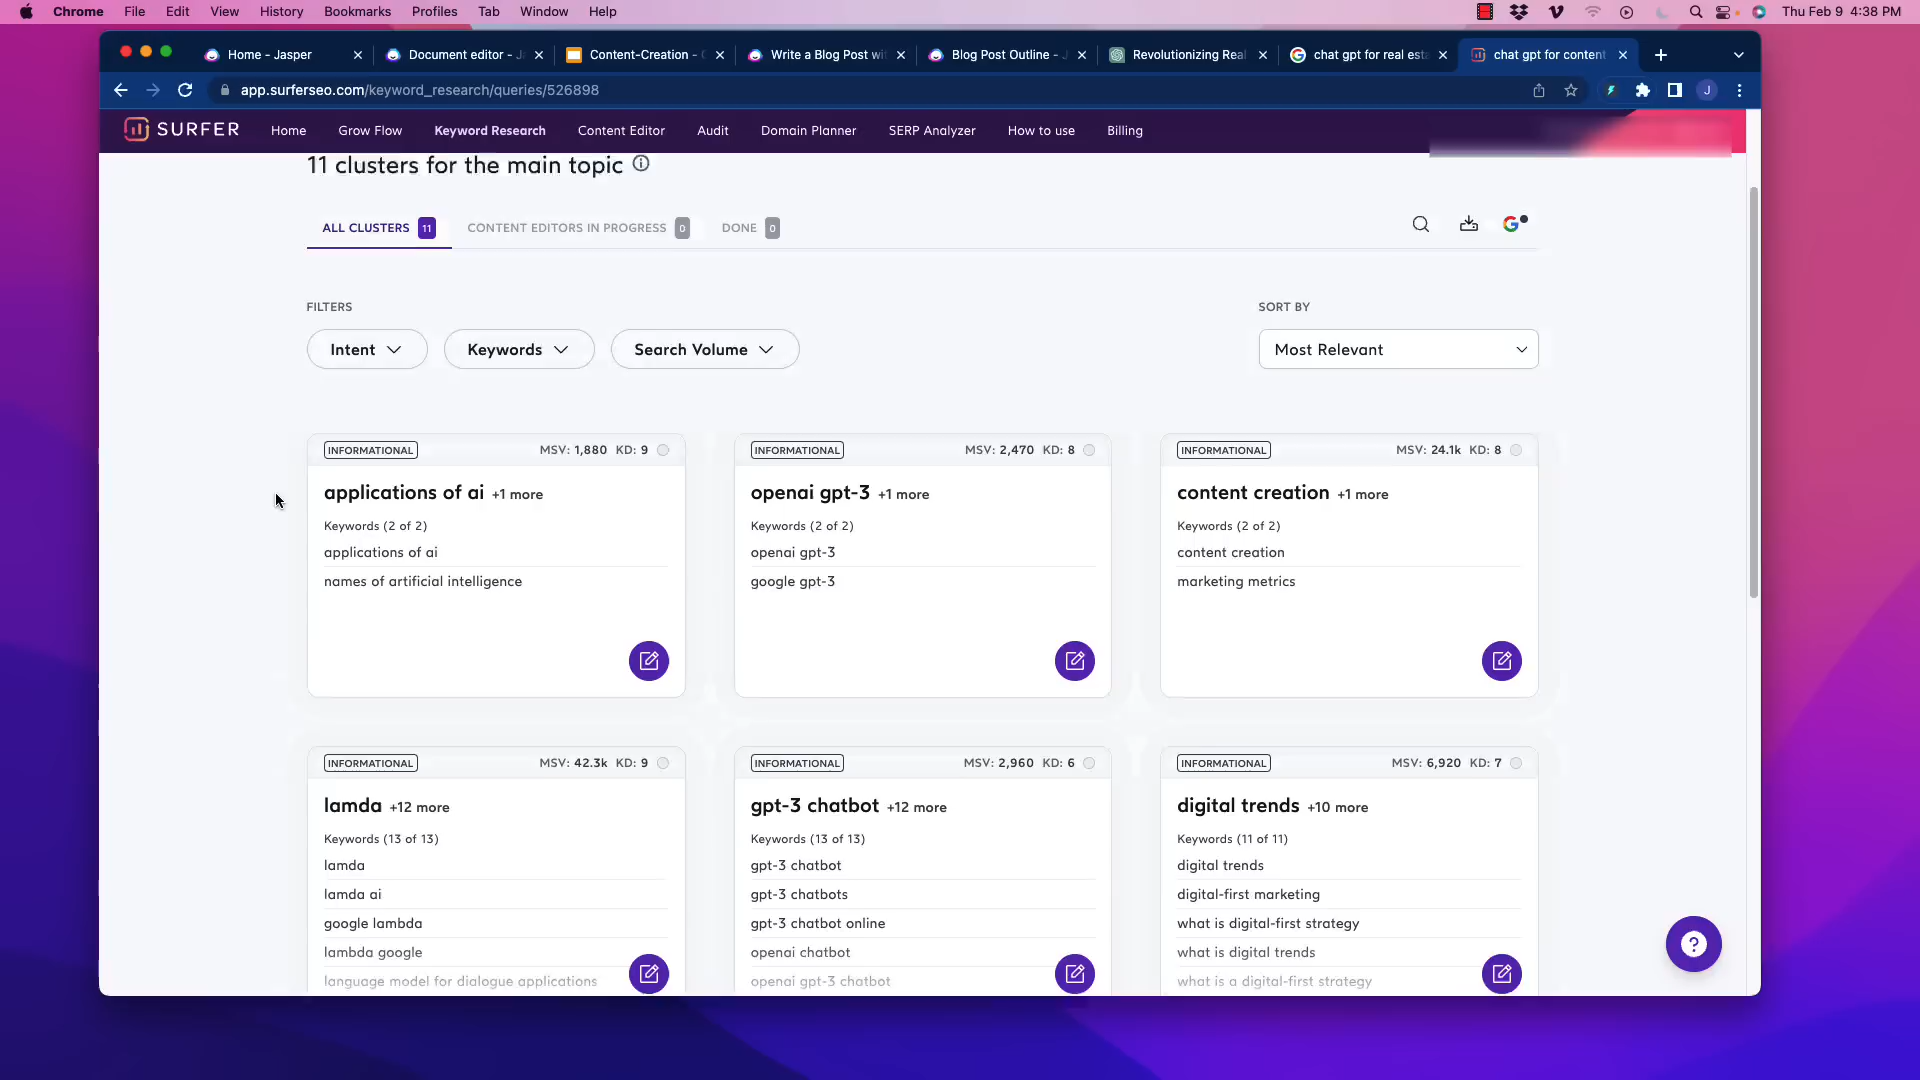 Chrome File Edit View History Bookmarks Profiles Tab Window Help Thu Feb 9 4:38 PM
Home - Jasper Document editor - J Content-Creation - Write a Blog Post wi Blog Post Outline - J Revolutionizing Real chat gpt for real esta chat gpt for content
app.surferseo.com/keyword_research/queries/526898 J
SURFER Home Grow Flow Keyword Research Content Editor Audit Domain Planner SERP Analyzer How to use Billing
11 clusters for the main topic
ALL CLUSTERS 11 CONTENT EDITORS IN PROGRESS 0 DONE 0
FILTERS
SORT BY
Intent Keywords Search Volume
Most Relevant
INFORMATIONAL MSV: 1,880 KD: 9
applications of ai +1 more
Keywords (2 of 2)
applications of ai
names of artificial intelligence
INFORMATIONAL MSV: 2,470 KD: 8
openai gpt-3 +1 more
Keywords (2 of 2)
openai gpt-3
google gpt-3
INFORMATIONAL MSV: 24.1k KD: 8
content creation +1 more
Keywords (2 of 2)
content creation
marketing metrics
INFORMATIONAL MSV: 42.3k KD: 9
lamda +12 more
Keywords (13 of 13)
lamda
lamda ai
google lambda
lambda google
language model for dialogue applications
INFORMATIONAL MSV: 2,960 KD: 6
gpt-3 chatbot +12 more
Keywords (13 of 13)
gpt-3 chatbot
gpt-3 chatbots
gpt-3 chatbot online
openai chatbot
openai gpt-3 chatbot
INFORMATIONAL MSV: 6,920 KD: 7
digital trends +10 more
Keywords (11 of 11)
digital trends
digital-first marketing
what is digital-first strategy
what is digital trends
what is a digital-first strategy